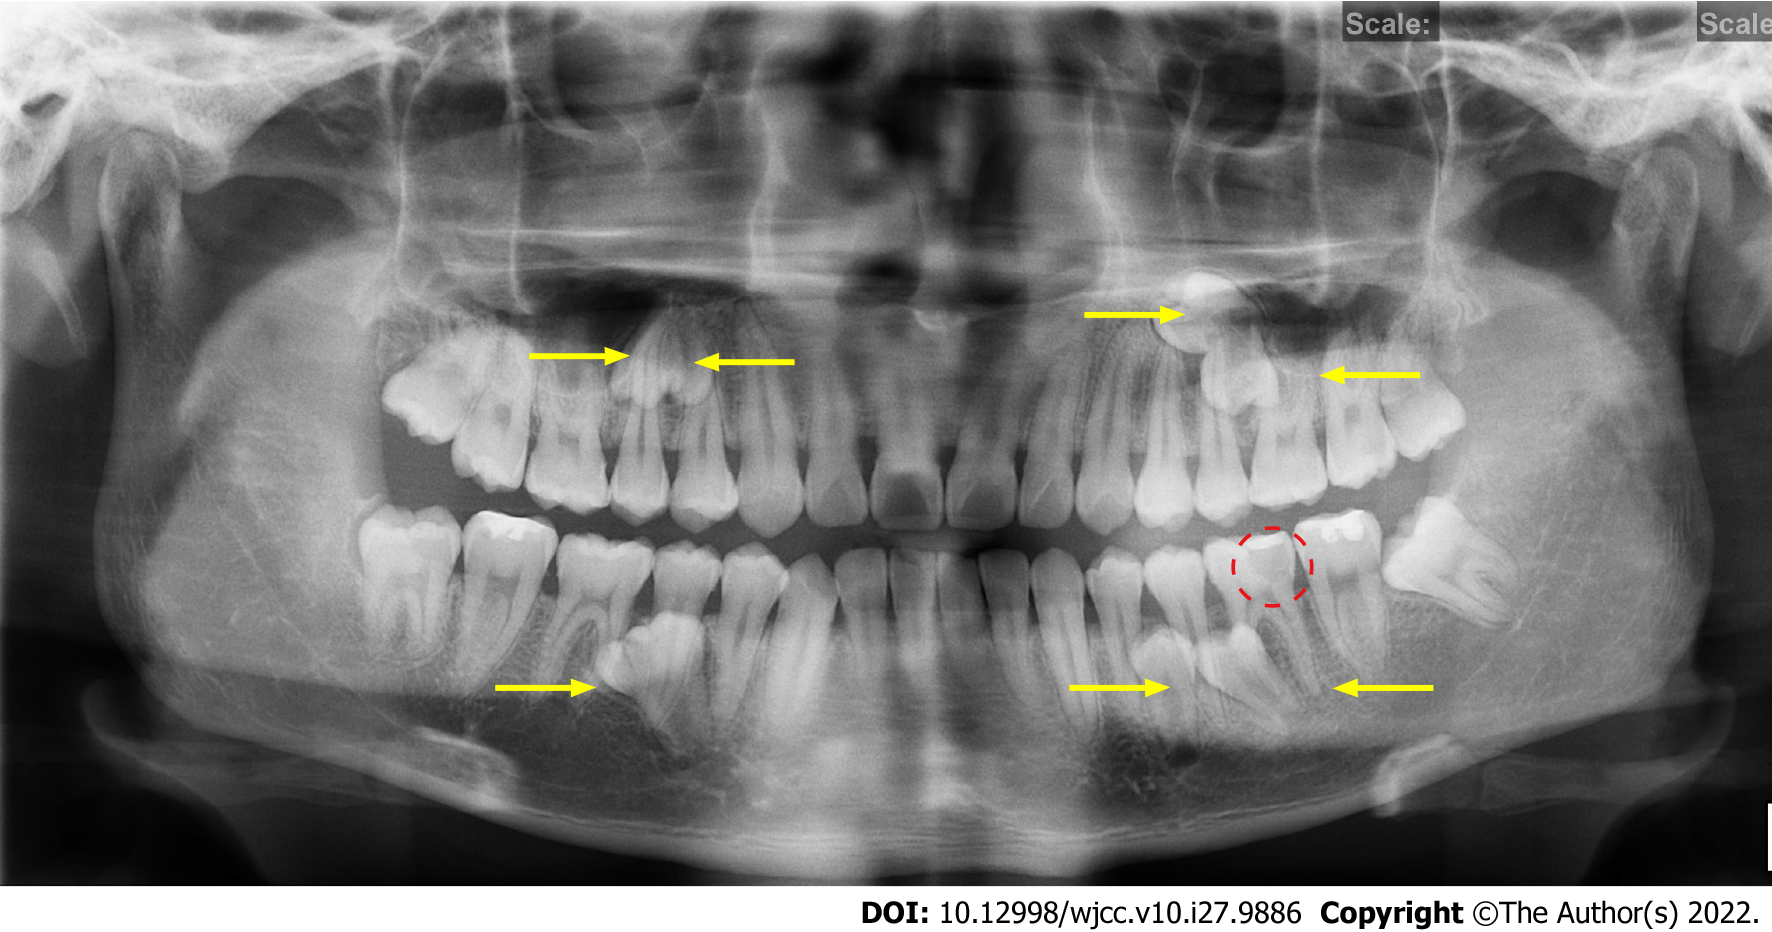 Scale:
Scale
DOI: 10.12998/wjcc.v10.i27.9886 Copyright ©The Author(s) 2022.